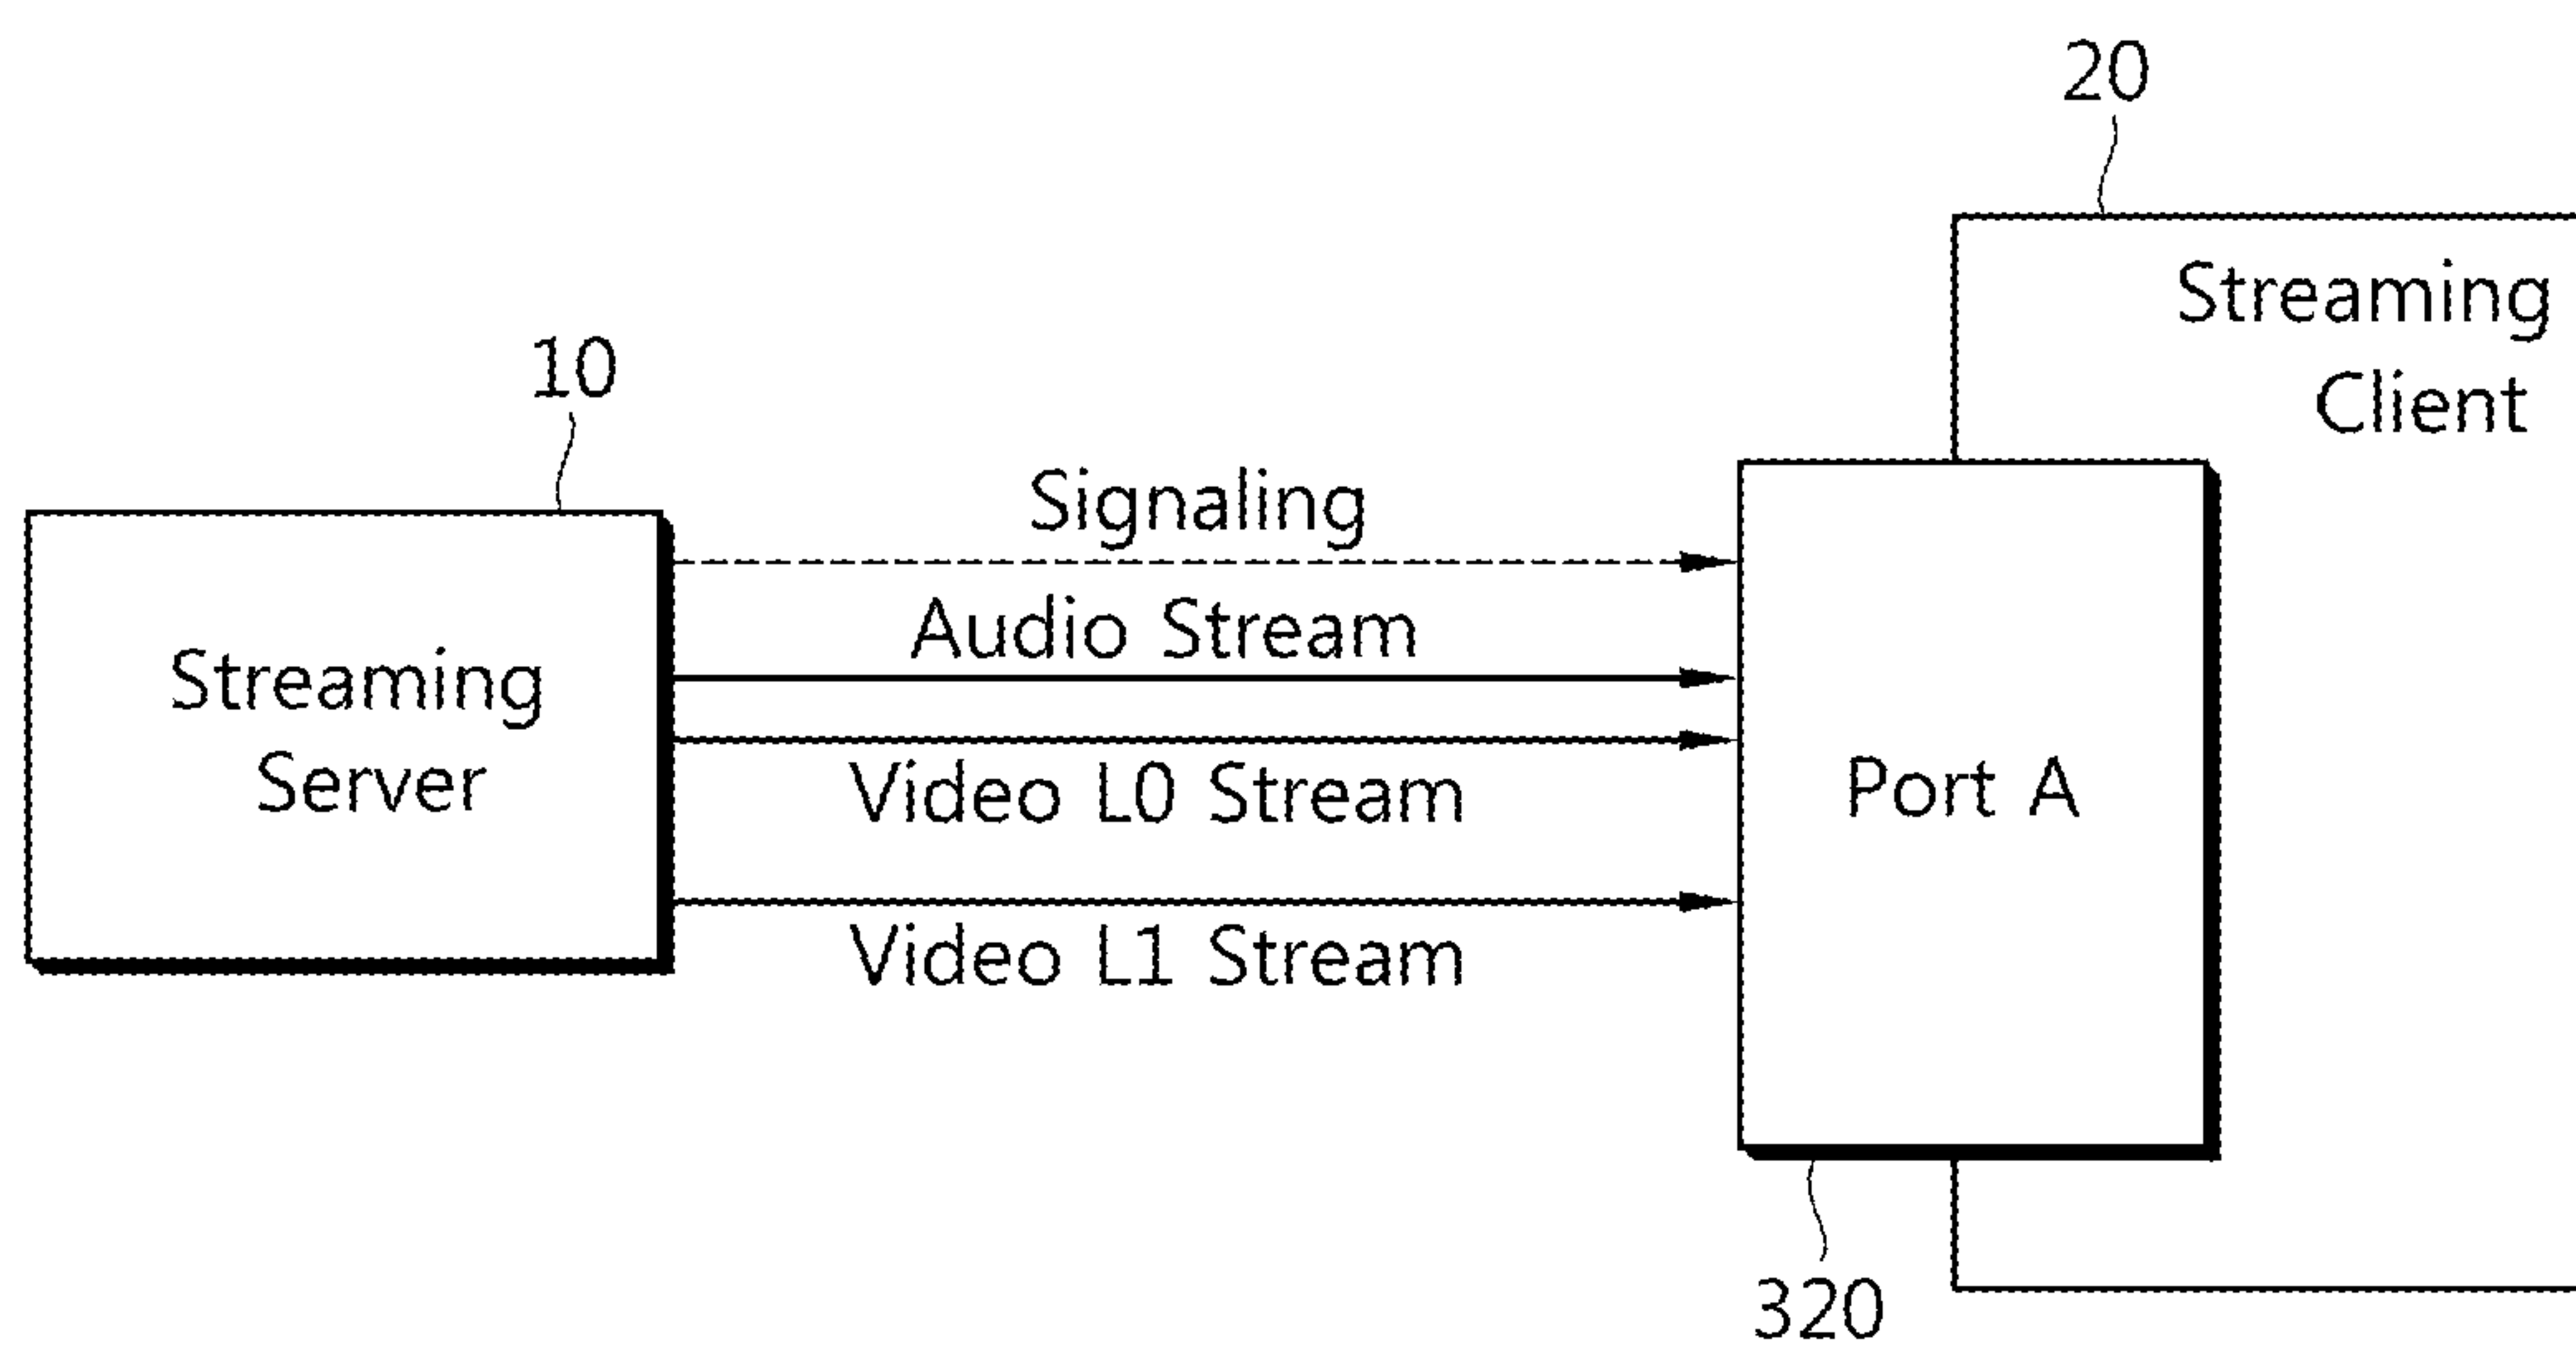 20
Streaming
Client
10
Signaling
Audio Stream
Streaming
Server
Video L0 Stream
Port A
Video L1 Stream
320